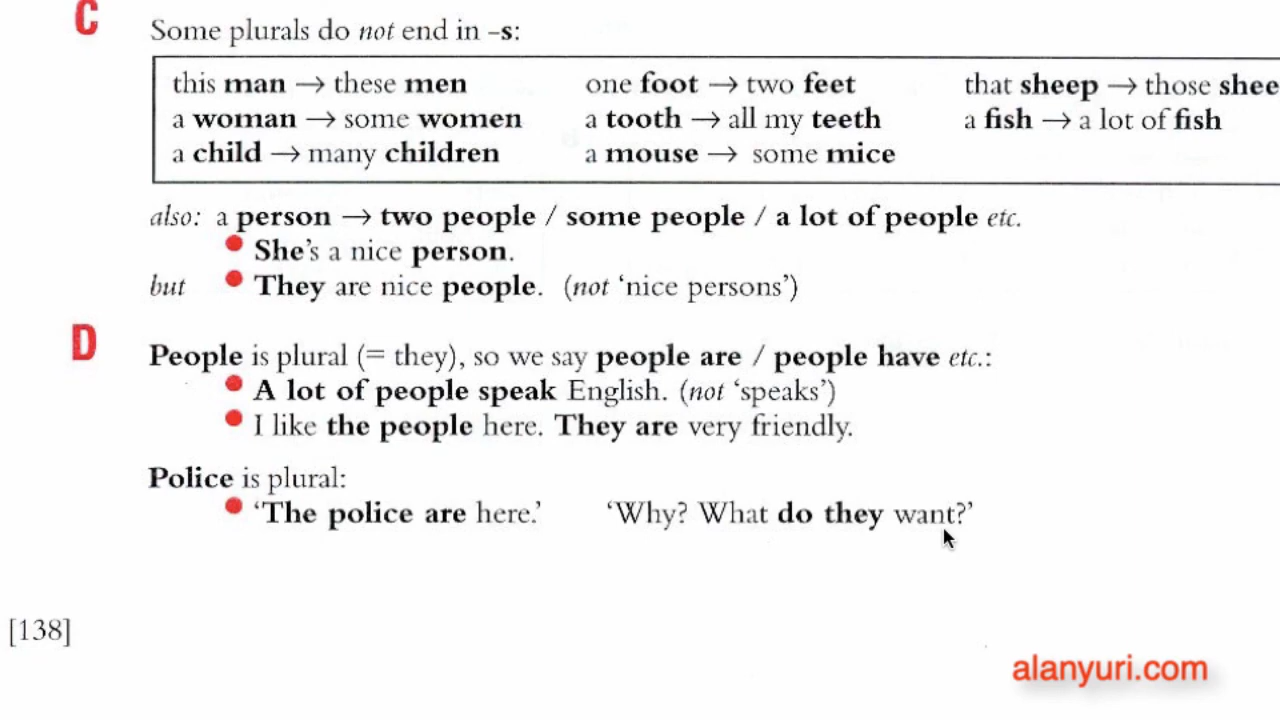 C Some plurals do not end in –s:
this man → these men one foot → two feet that sheep → those shee
a woman → some women a tooth → all my teeth a fish → a lot of fish
a child → many children a mouse → some mice
also: a person → two people / some people / a lot of people etc.
• She's a nice person.
but • They are nice people. (not 'nice persons')
D People is plural (= they), so we say people are / people have etc.:
• A lot of people speak English. (not 'speaks')
• I like the people here. They are very friendly.
Police is plural:
• 'The police are here.' 'Why? What do they want?'
[138]
alanyuri.com